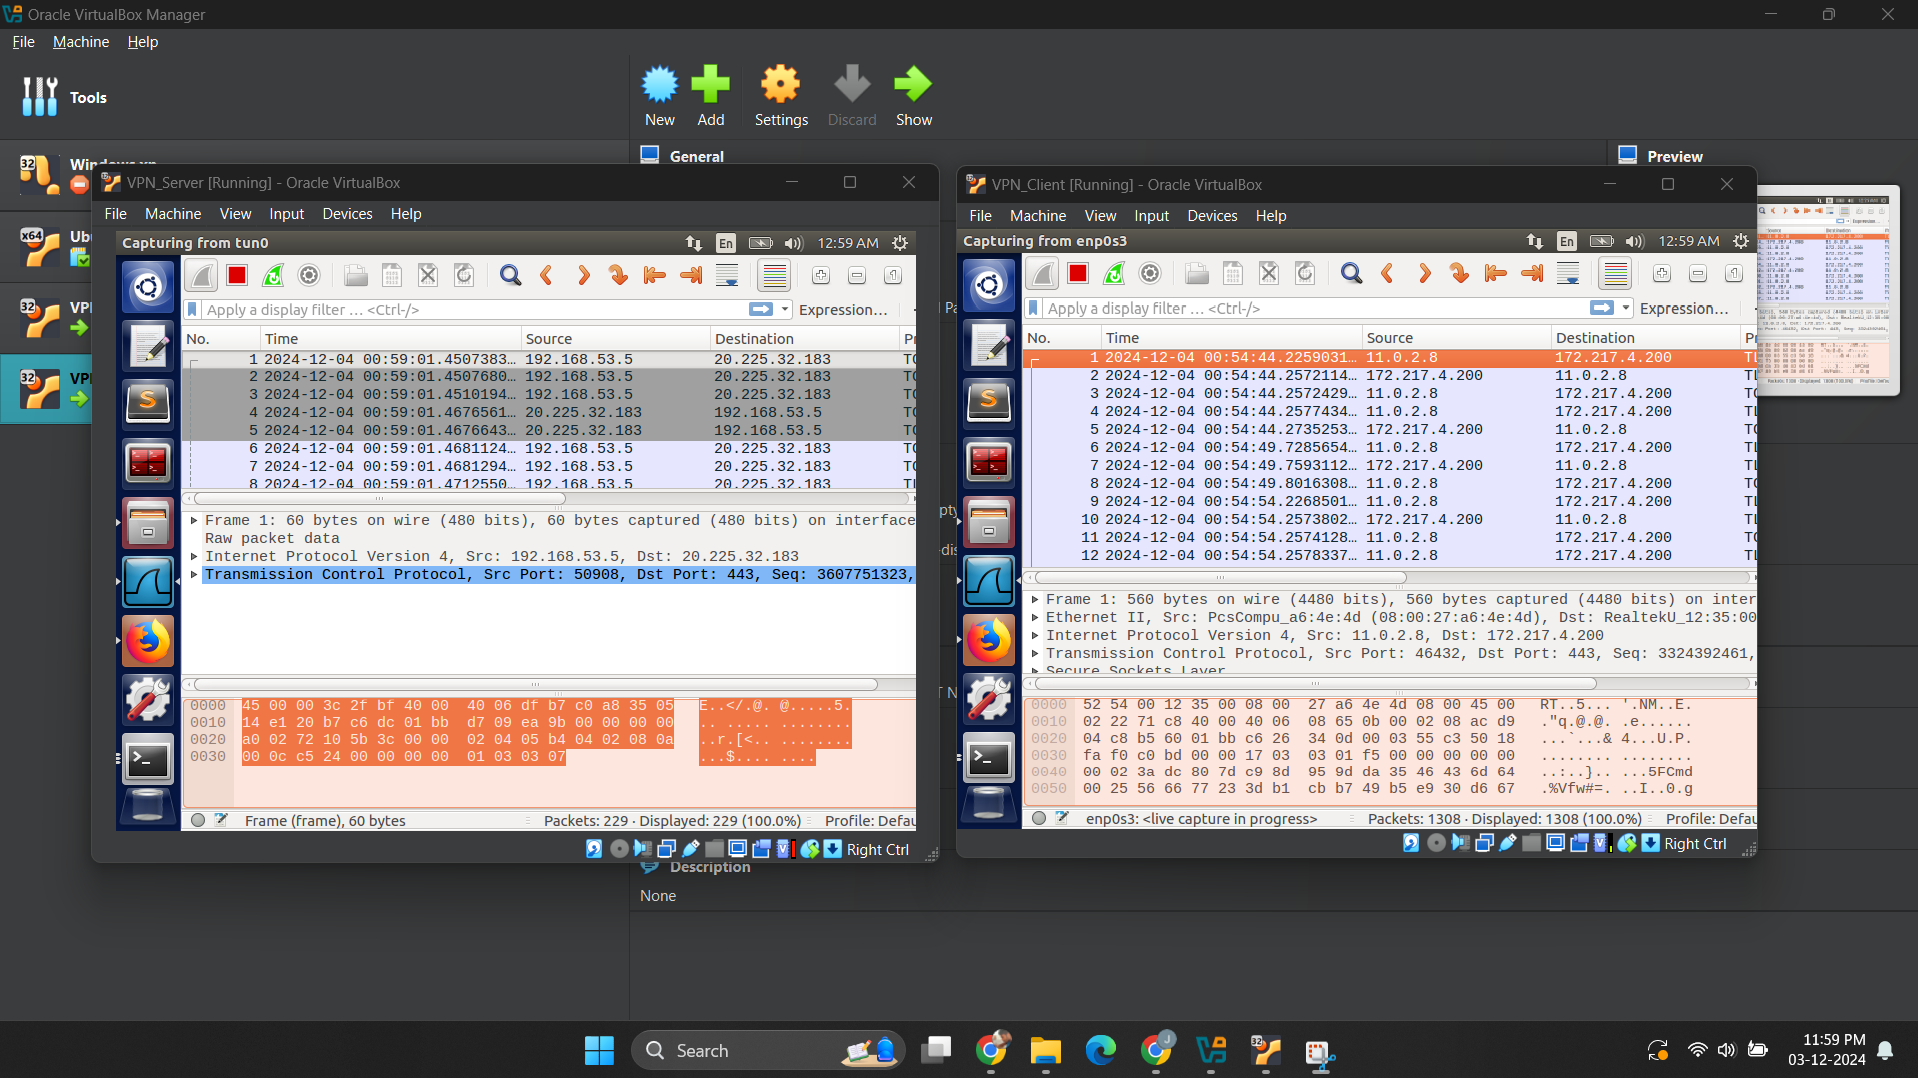 Oracle VirtualBox Manager
File Machine Help
Tools
New Add Settings Discard Show
General
Preview
32 Windows xp
x64 Ubu
32 VPN
32 VPN
VPN_Server [Running] - Oracle VirtualBox
File Machine View Input Devices Help
Capturing from tun0 En 12:59 AM
Apply a display filter … <Ctrl-/> Expression…
No. Time Source Destination
1 2024-12-04 00:59:01.4507383… 192.168.53.5 20.225.32.183 TC
2 2024-12-04 00:59:01.4507680… 192.168.53.5 20.225.32.183 TC
3 2024-12-04 00:59:01.4510194… 192.168.53.5 20.225.32.183 TC
4 2024-12-04 00:59:01.4676561… 20.225.32.183 192.168.53.5 TC
5 2024-12-04 00:59:01.4676643… 20.225.32.183 192.168.53.5 TC
6 2024-12-04 00:59:01.4681124… 192.168.53.5 20.225.32.183 TC
7 2024-12-04 00:59:01.4681294… 192.168.53.5 20.225.32.183 TC
8 2024-12-04 00:59:01.4712550… 192.168.53.5 20.225.32.183 TL
Frame 1: 60 bytes on wire (480 bits), 60 bytes captured (480 bits) on interface
Raw packet data
Internet Protocol Version 4, Src: 192.168.53.5, Dst: 20.225.32.183
Transmission Control Protocol, Src Port: 50908, Dst Port: 443, Seq: 3607751323,
0000 45 00 00 3c 2f bf 40 00 40 06 df b7 c0 a8 35 05 E..</.@. @.....5.
0010 14 e1 20 b7 c6 dc 01 bb d7 09 ea 9b 00 00 00 00 .. ..... ........
0020 a0 02 72 10 5b 3c 00 00 02 04 05 b4 04 02 08 0a ..r.[<.. ........
0030 00 0c c5 24 00 00 00 00 01 03 03 07 ...$.... ....
Frame (frame), 60 bytes Packets: 229 · Displayed: 229 (100.0%) Profile: Defau
Right Ctrl
VPN_Client [Running] - Oracle VirtualBox
File Machine View Input Devices Help
Capturing from enp0s3 En 12:59 AM
Apply a display filter … <Ctrl-/> Expression…
No. Time Source Destination
1 2024-12-04 00:54:44.2259031… 11.0.2.8 172.217.4.200 TL
2 2024-12-04 00:54:44.2572114… 172.217.4.200 11.0.2.8 TL
3 2024-12-04 00:54:44.2572429… 11.0.2.8 172.217.4.200 TC
4 2024-12-04 00:54:44.2577434… 11.0.2.8 172.217.4.200 TL
5 2024-12-04 00:54:44.2735253… 172.217.4.200 11.0.2.8 TC
6 2024-12-04 00:54:49.7285654… 11.0.2.8 172.217.4.200 TL
7 2024-12-04 00:54:49.7593112… 172.217.4.200 11.0.2.8 TL
8 2024-12-04 00:54:49.8016308… 11.0.2.8 172.217.4.200 TC
9 2024-12-04 00:54:54.2268501… 11.0.2.8 172.217.4.200 TL
10 2024-12-04 00:54:54.2573802… 172.217.4.200 11.0.2.8 TL
11 2024-12-04 00:54:54.2574128… 11.0.2.8 172.217.4.200 TC
12 2024-12-04 00:54:54.2578337… 11.0.2.8 172.217.4.200 TL
Frame 1: 560 bytes on wire (4480 bits), 560 bytes captured (4480 bits) on inter
Ethernet II, Src: PcsCompu_a6:4e:4d (08:00:27:a6:4e:4d), Dst: RealtekU_12:35:00
Internet Protocol Version 4, Src: 11.0.2.8, Dst: 172.217.4.200
Transmission Control Protocol, Src Port: 46432, Dst Port: 443, Seq: 3324392461,
Secure Sockets Layer
0000 52 54 00 12 35 00 08 00 27 a6 4e 4d 08 00 45 00 RT..5... '.NM..E.
0010 02 22 71 c8 40 00 40 06 08 65 0b 00 02 08 ac d9 ."q.@.@. .e......
0020 04 c8 b5 60 01 bb c6 26 34 0d 00 03 55 c3 50 18 ...`...& 4...U.P.
0030 fa f0 c0 bd 00 00 17 03 03 01 f5 00 00 00 00 00 ........ ........
0040 00 02 3a dc 80 7d c9 8d 95 9d da 35 46 43 6d 64 ..:..}.. ...5FCmd
0050 00 25 56 66 77 23 3d b1 cb b7 49 b5 e9 30 d6 67 .%Vfw#=. ..I..0.g
enp0s3: <live capture in progress> Packets: 1308 · Displayed: 1308 (100.0%) Profile: Defau
Right Ctrl
Description
None
Search
11:59 PM
03-12-2024